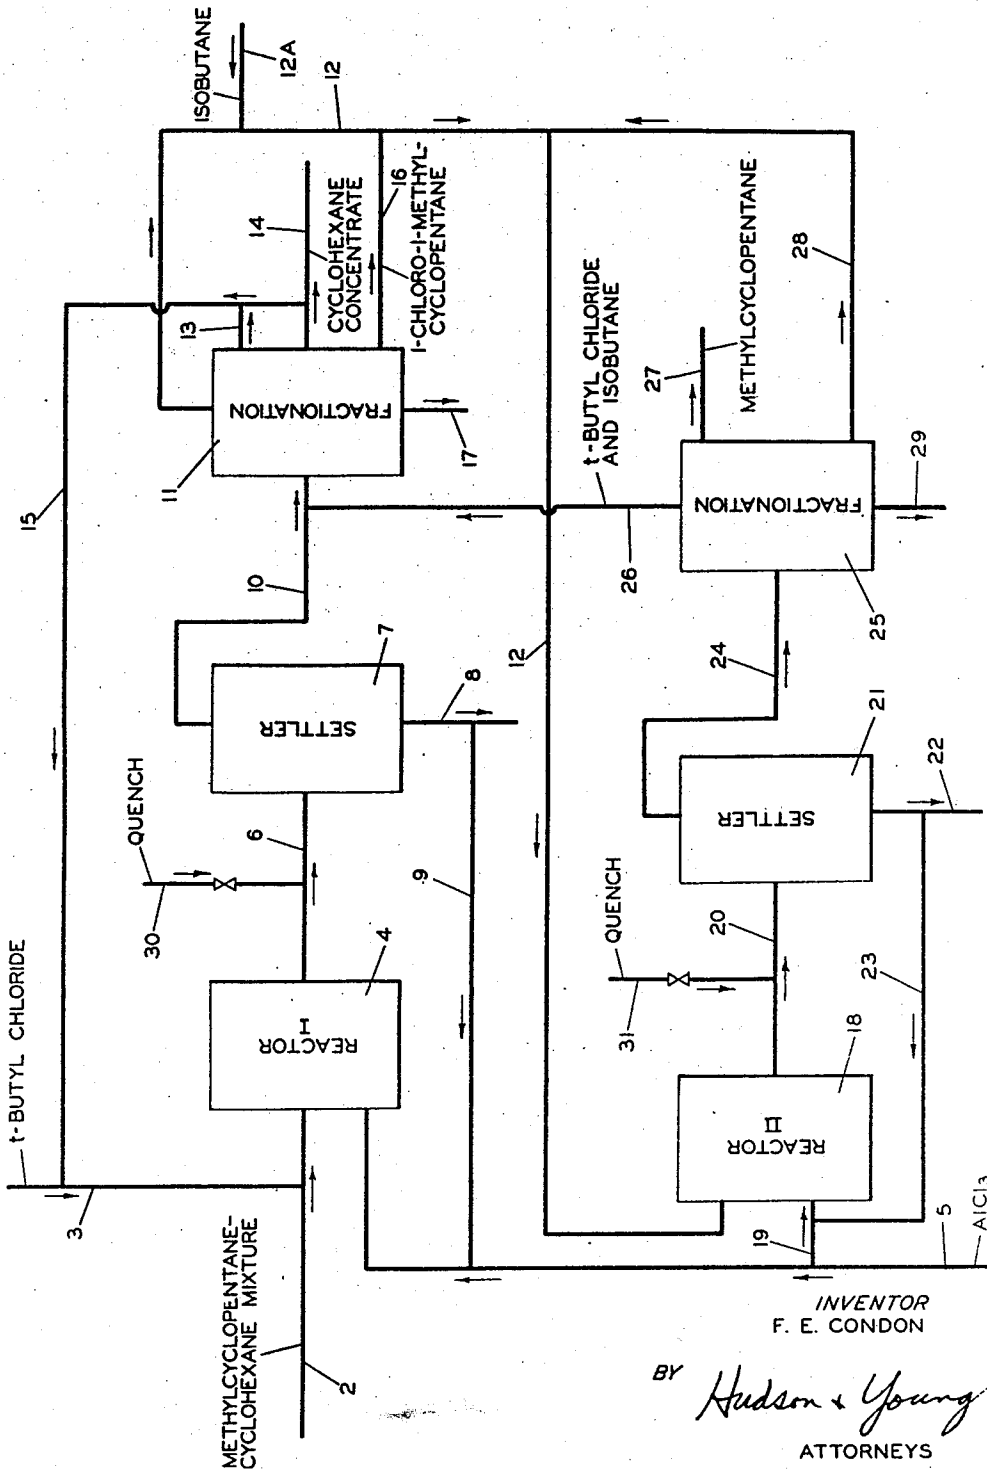 ISOBUTANE
12A
12
14
CYCLOHEXANE
CONCENTRATE
16
1-CHLORO-1-METHYL-
CYCLOPENTANE
13
FRACTIONATION
11
17
15
10
7
SETTLER
8
QUENCH
30
6
9
4
REACTOR
I
t-BUTYL CHLORIDE
3
METHYLCYCLOPENTANE-
CYCLOHEXANE MIXTURE
2
28
27
METHYLCYCLOPENTANE
t-BUTYL CHLORIDE
AND ISOBUTANE
FRACTIONATION
29
26
25
12
24
21
SETTLER
22
QUENCH
31
20
23
18
REACTOR
II
19
5
AlCl3
INVENTOR
F. E. CONDON
BY Hudson & Young
ATTORNEYS